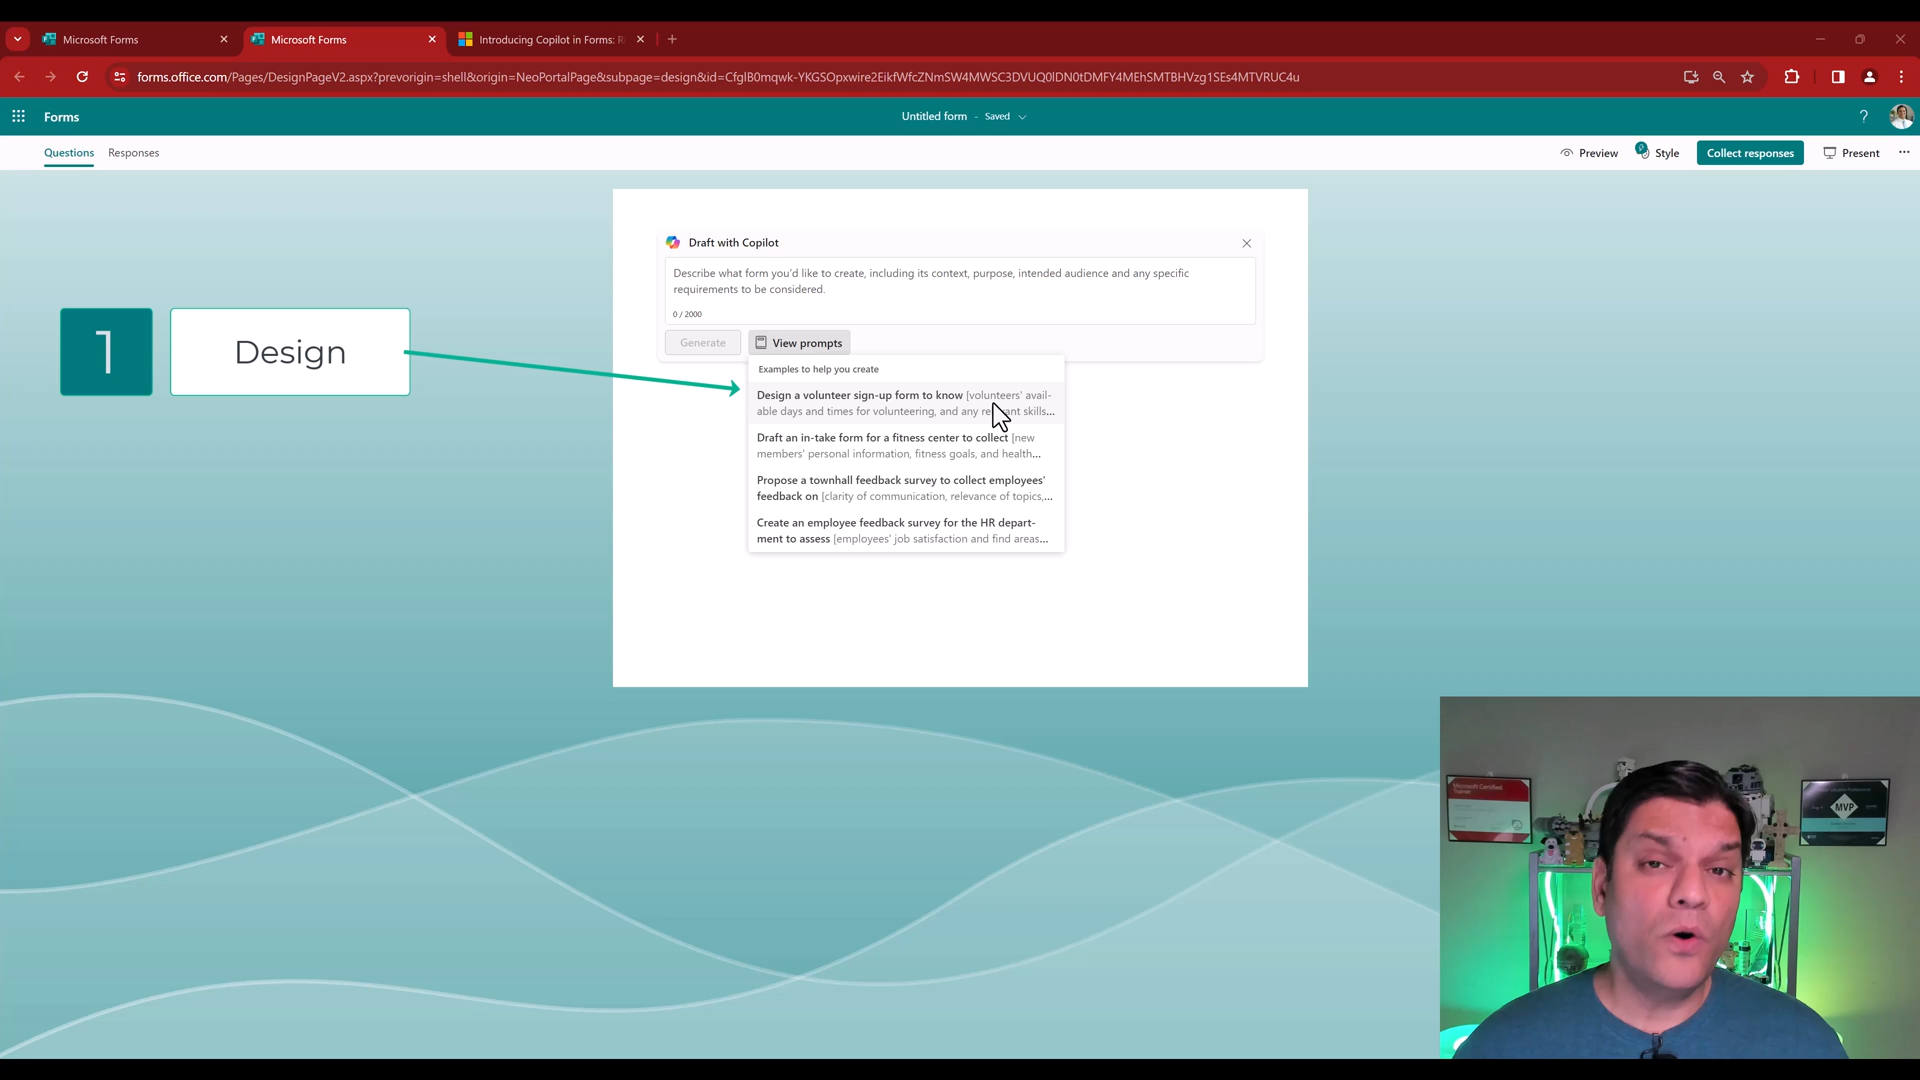 Microsoft Forms
Microsoft Forms
Introducing Copilot in Forms: R
forms.office.com/Pages/DesignPageV2.aspx?prevorigin=shell&origin=NeoPortalPage&subpage=design&id=CfglB0mqwk-YKGSOpxwire2EikfWfcZNmSW4MWSC3DVUQ0lDN0tDMFY4MEhSMTBHVzg1SEs4MTVRUC4u
Forms
Untitled form - Saved
?
Questions Responses
Preview Style Collect responses Present
Draft with Copilot
Describe what form you'd like to create, including its context, purpose, intended audience and any specific
requirements to be considered.
0 / 2000
Generate View prompts
1
Design
Examples to help you create
Design a volunteer sign-up form to know [volunteers' avail-
able days and times for volunteering, and any skills...
Draft an in-take form for a fitness center to collect [new
members' personal information, fitness goals, and health...
Propose a townhall feedback survey to collect employees'
feedback on [clarity of communication, relevance of topics,...
Create an employee feedback survey for the HR depart-
ment to assess [employees' job satisfaction and find areas...
Microsoft Certified
Trainer
MVP